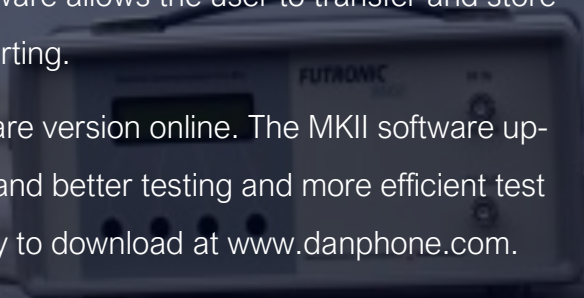 ware allows the user to transfer and store
rting.
FUTRONIC
are version online. The MKII software up-
and better testing and more efficient test
y to download at www.danphone.com.